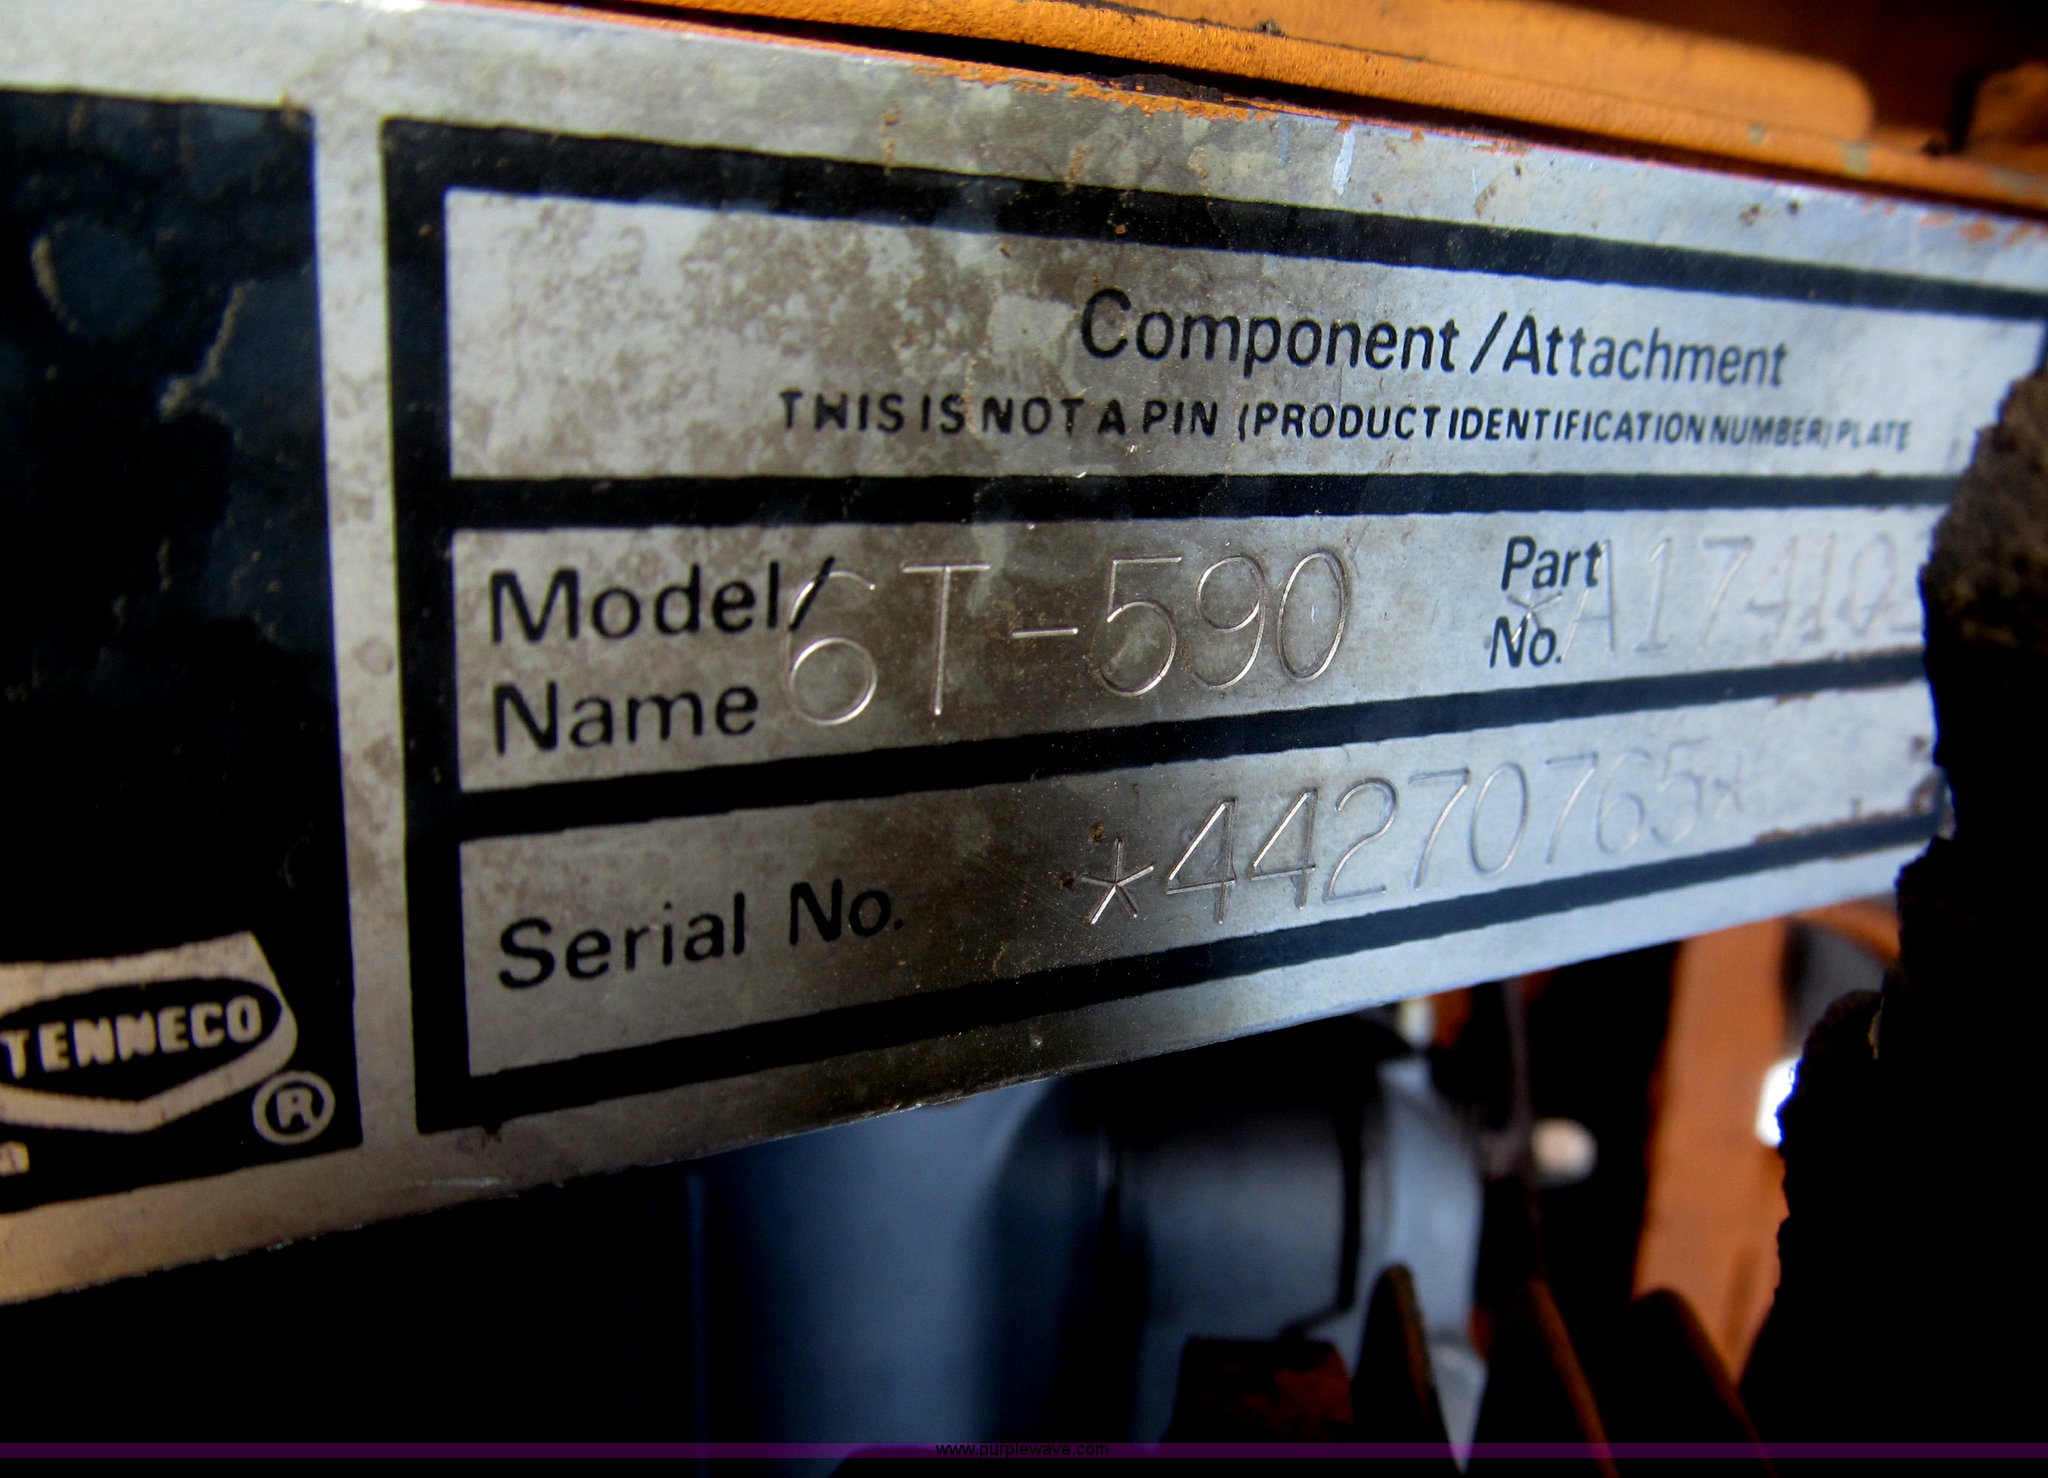 Component/Attachment
THIS IS NOT A PIN (PRODUCT IDENTIFICATION NUMBER) PLATE
Model/ Name 6T-590
Part No. *A17410
Serial No. *44270765*
TENNECO ®
a
www.purplewave.com